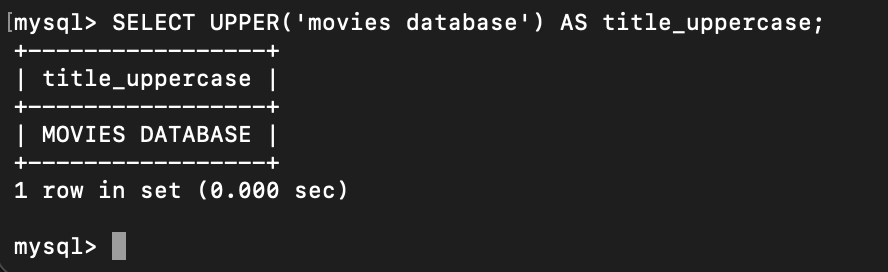 [mysql> SELECT UPPER('movies database') AS title_uppercase;
+-----------------+
| title_uppercase |
+-----------------+
| MOVIES DATABASE |
+-----------------+
1 row in set (0.000 sec)
mysql>